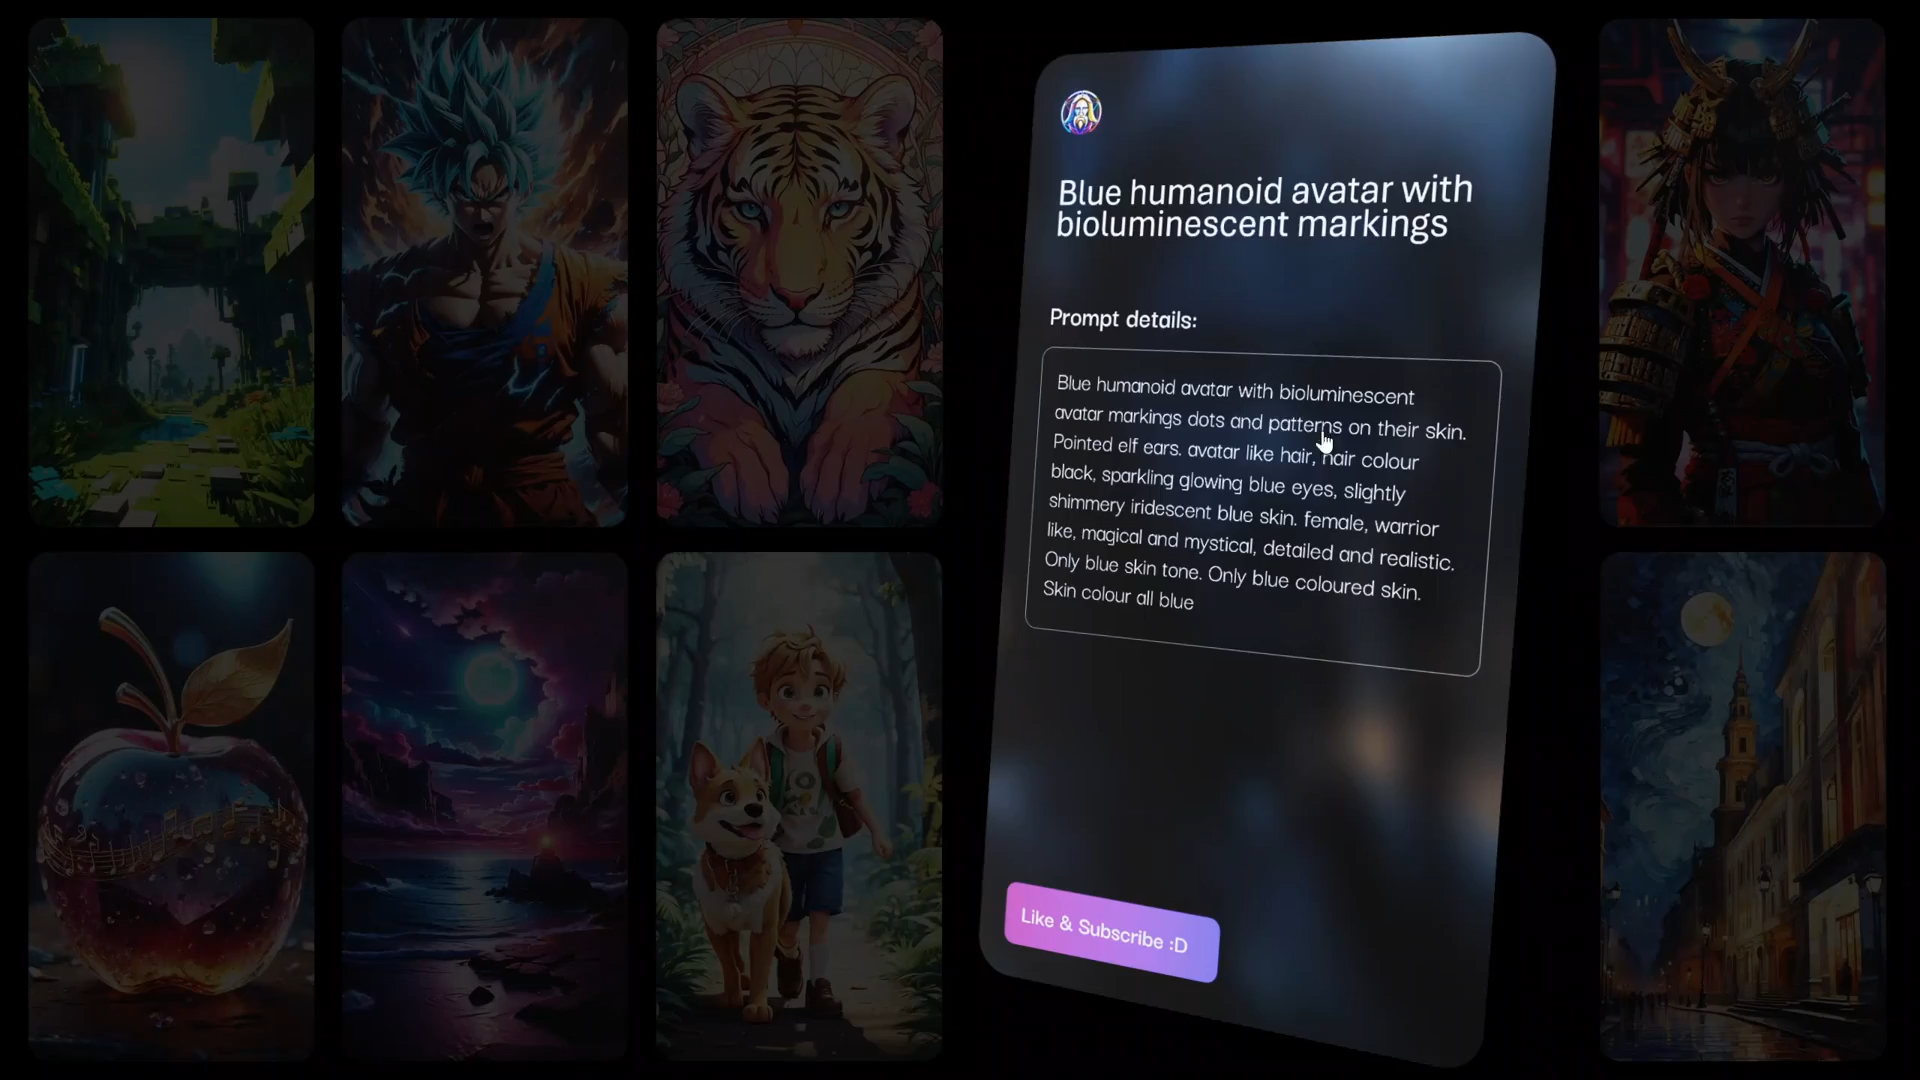 Blue humanoid avatar with
bioluminescent markings
Prompt details:
Blue humanoid avatar with bioluminescent
avatar markings dots and patterns on their skin.
Pointed elf ears. avatar like hair, hair colour
black, sparkling glowing blue eyes, slightly
shimmery iridescent blue skin. female, warrior
like, magical and mystical, detailed and realistic.
Only blue skin tone. Only blue coloured skin.
Skin colour all blue
Like & Subscribe :D